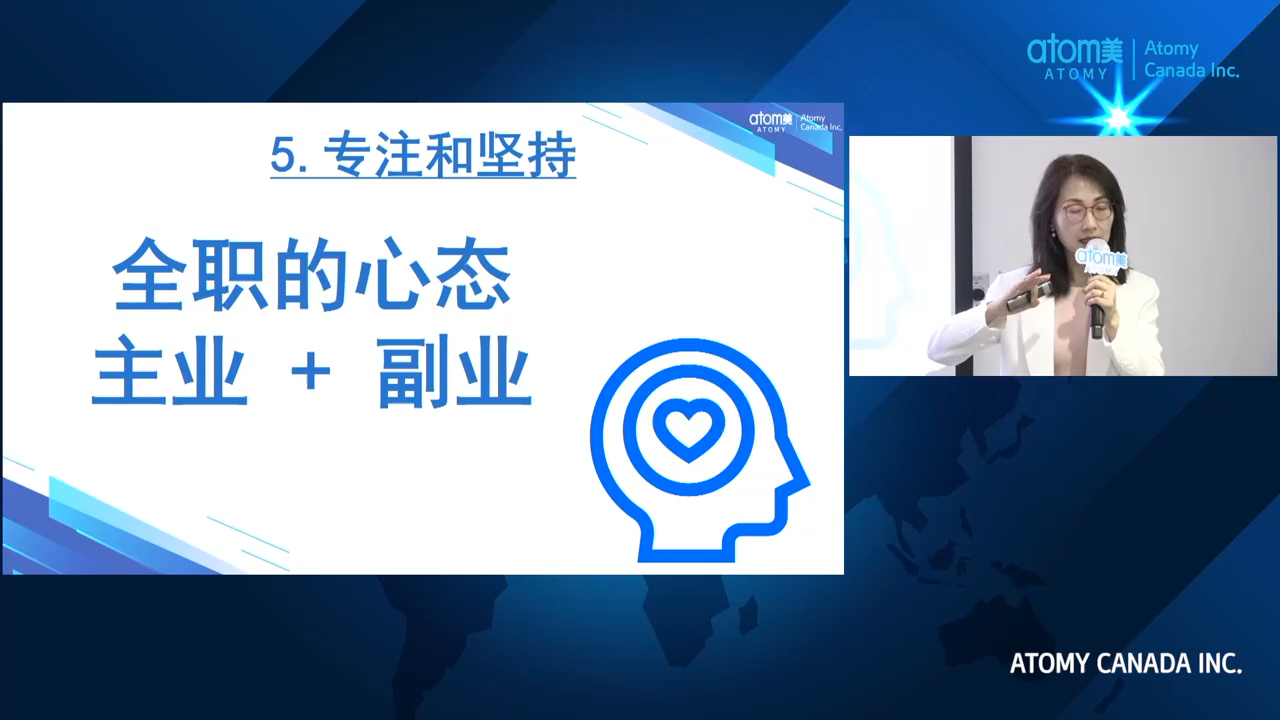 atom美
ATOMY
Atomy
Canada Inc.
atom美
ATOMY
Atomy
Canada Inc.
5. 专注和坚持
全职的心态
主业 + 副业
atom美
ATOMY
ATOMY CANADA INC.